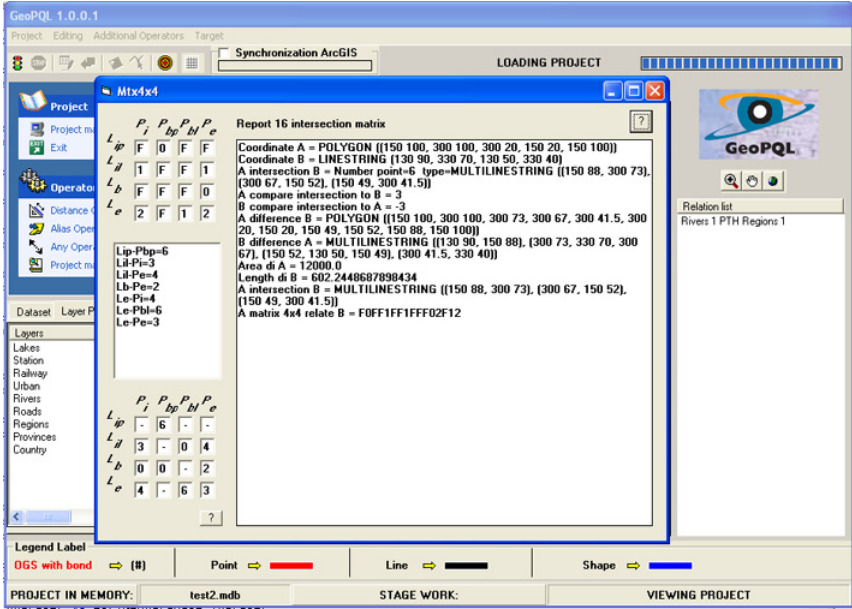 GeoPQL 1.0.0.1
Project Editing Additional Operators Target
Synchronization ArcGIS
LOADING PROJECT
Project
Project ma
Exit
Operato
Distance O
Alias Oper
Any Opera
Project ma
Dataset Layer P
Layers
Lakes
Station
Railway
Urban
Rivers
Roads
Regions
Provinces
Country
Mtx4x4
P i P bp P bl P e
L ip F 0 F F
L il 1 F F 1
L b F F F 0
L e 2 F 1 2
Lip-Pbp=6
Lil-Pi=3
Lil-Pe=4
Lb-Pe=2
Le-Pi=4
Le-Pbl=6
Le-Pe=3
P i P bp P bl P e
L ip - 6 - -
L il 3 - 0 4
L b 0 0 - 2
L e 4 - 6 3
?
Report 16 intersection matrix
?
Coordinate A = POLYGON ((150 100, 300 100, 300 20, 150 20, 150 100))
Coordinate B = LINESTRING (130 90, 330 70, 130 50, 330 40)
A intersection B = Number point=6 type=MULTILINESTRING ((150 88, 300 73),
(300 67, 150 52), (150 49, 300 41.5))
A compare intersection to B = 3
B compare intersection to A = -3
A difference B = POLYGON ((150 100, 300 100, 300 73, 300 67, 300 41.5, 300
20, 150 20, 150 49, 150 52, 150 88, 150 100))
B difference A = MULTILINESTRING ((130 90, 150 88), (300 73, 330 70, 300
67), (150 52, 130 50, 150 49), (300 41.5, 330 40))
Area di A = 12000.0
Length di B = 602.2448687898434
A intersection B = MULTILINESTRING ((150 88, 300 73), (300 67, 150 52),
(150 49, 300 41.5))
A matrix 4x4 relate B = F0FF1FF1FFF02F12
GeoPQL
Relation list
Rivers 1 PTH Regions 1
Legend Label
OGS with bond (#)
Point
Line
Shape
PROJECT IN MEMORY: test2.mdb STAGE WORK: VIEWING PROJECT